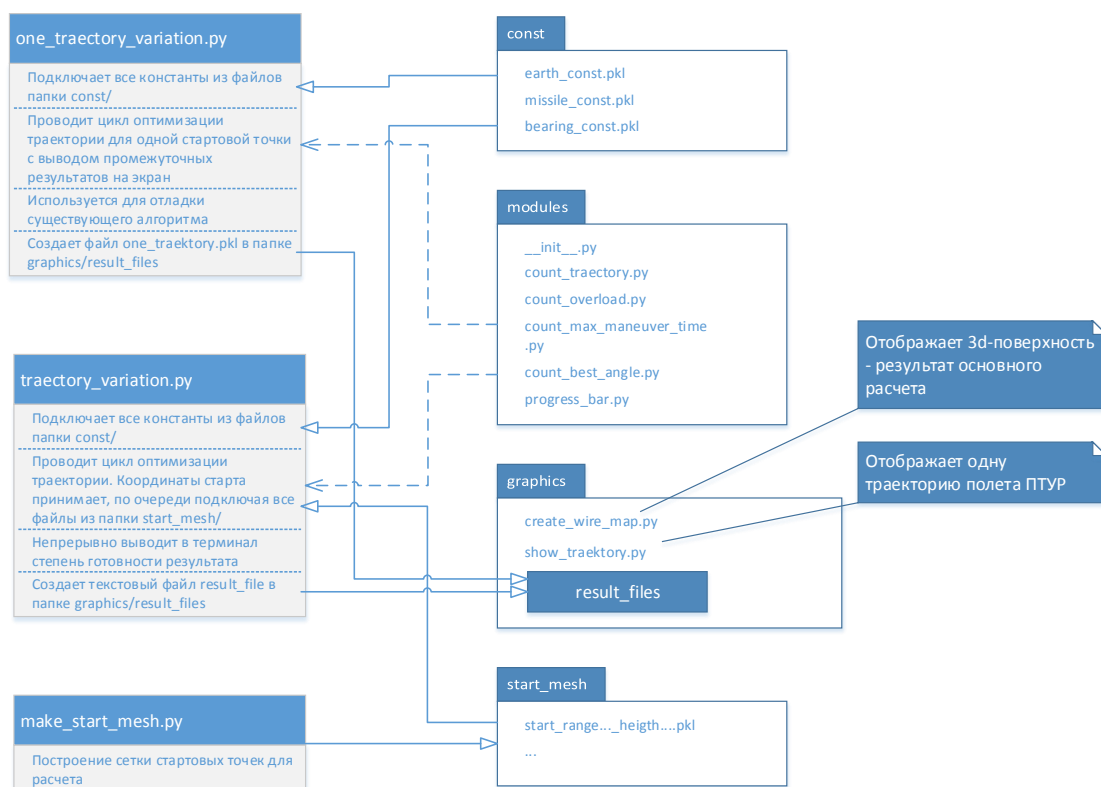 one_traectory_variation.py
Подключает все константы из файлов
папки const/
Проводит цикл оптимизации
траектории для одной стартовой точки
с выводом промежуточных
результатов на экран
Используется для отладки
существующего алгоритма
Создает файл one_traektory.pkl в папке
graphics/result_files
traectory_variation.py
Подключает все константы из файлов
папки const/
Проводит цикл оптимизации
траектории. Координаты старта
принимает, по очереди подключая все
файлы из папки start_mesh/
Непрерывно выводит в терминал
степень готовности результата
Создает текстовый файл result_file в
папке graphics/result_files
make_start_mesh.py
Построение сетки стартовых точек для
расчета
const
earth_const.pkl
missile_const.pkl
bearing_const.pkl
modules
__init__.py
count_traectory.py
count_overload.py
count_max_maneuver_time
.py
count_best_angle.py
progress_bar.py
graphics
create_wire_map.py
show_traektory.py
result_files
start_mesh
start_range..._heigth....pkl
...
Отображает 3d-поверхность
- результат основного
расчета
Отображает одну
траекторию полета ПТУР